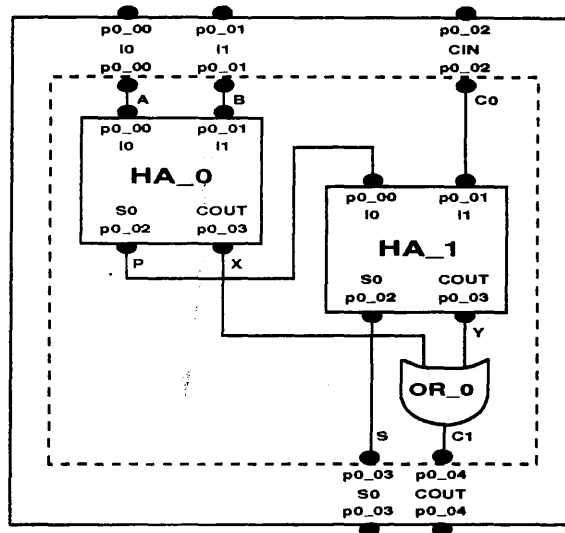 p0_00 p0_01 p0_02
I0 I1 CIN
p0_00 p0_01 p0_02
A B C0
p0_00 p0_01
I0 I1
HA_0
S0 COUT
p0_02 p0_03
P X
p0_00 p0_01
I0 I1
HA_1
S0 COUT
p0_02 p0_03
Y
OR_0
S C1
p0_03 p0_04
S0 COUT
p0_03 p0_04